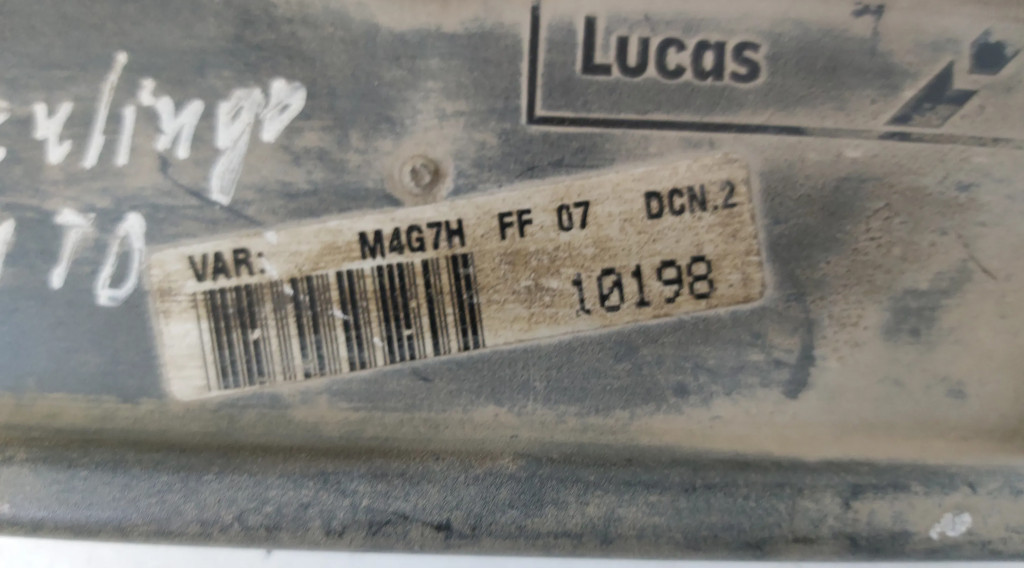 Lucas
VAR: M4G7H FF 07 DCN.2
10198